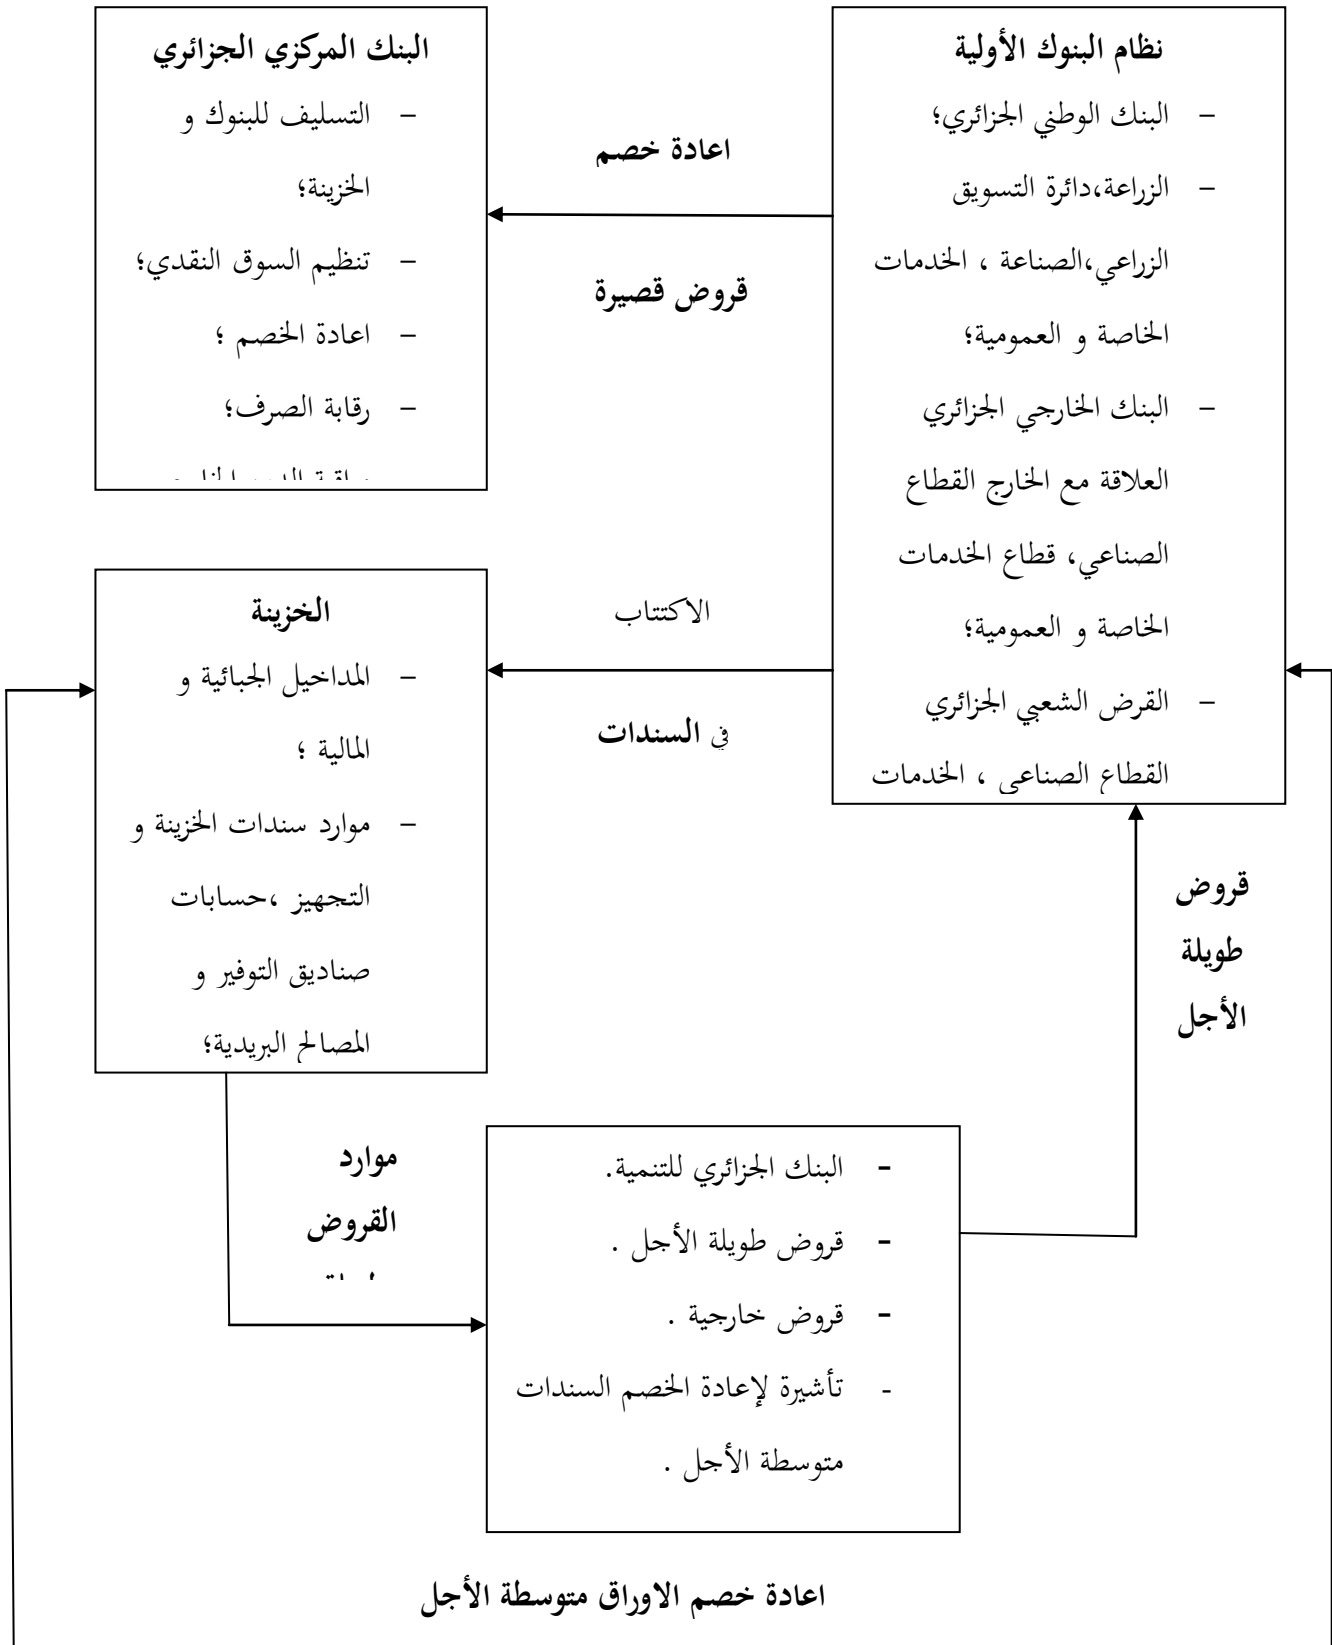 نظام البنوك الأولية
– البنك الوطني الجزائري؛
– الزراعة،دائرة التسويق
الزراعي،الصناعة ، الخدمات
الخاصة و العمومية؛
– البنك الخارجي الجزائري
العلاقة مع الخارج القطاع
الصناعي، قطاع الخدمات
الخاصة و العمومية؛
– القرض الشعبي الجزائري
القطاع الصناعي ، الخدمات
اعادة خصم
قروض قصيرة
البنك المركزي الجزائري
– التسليف للبنوك و
الخزينة؛
– تنظيم السوق النقدي؛
– اعادة الخصم ؛
– رقابة الصرف؛
الاكتتاب
في السندات
الخزينة
– المداخيل الجبائية و
المالية ؛
– موارد سندات الخزينة و
التجهيز ،حسابات
صناديق التوفير و
المصالح البريدية؛
قروض
طويلة
الأجل
موارد
القروض
- البنك الجزائري للتنمية.
- قروض طويلة الأجل .
- قروض خارجية .
- تأشيرة لإعادة الخصم السندات
متوسطة الأجل .
اعادة خصم الاوراق متوسطة الأجل